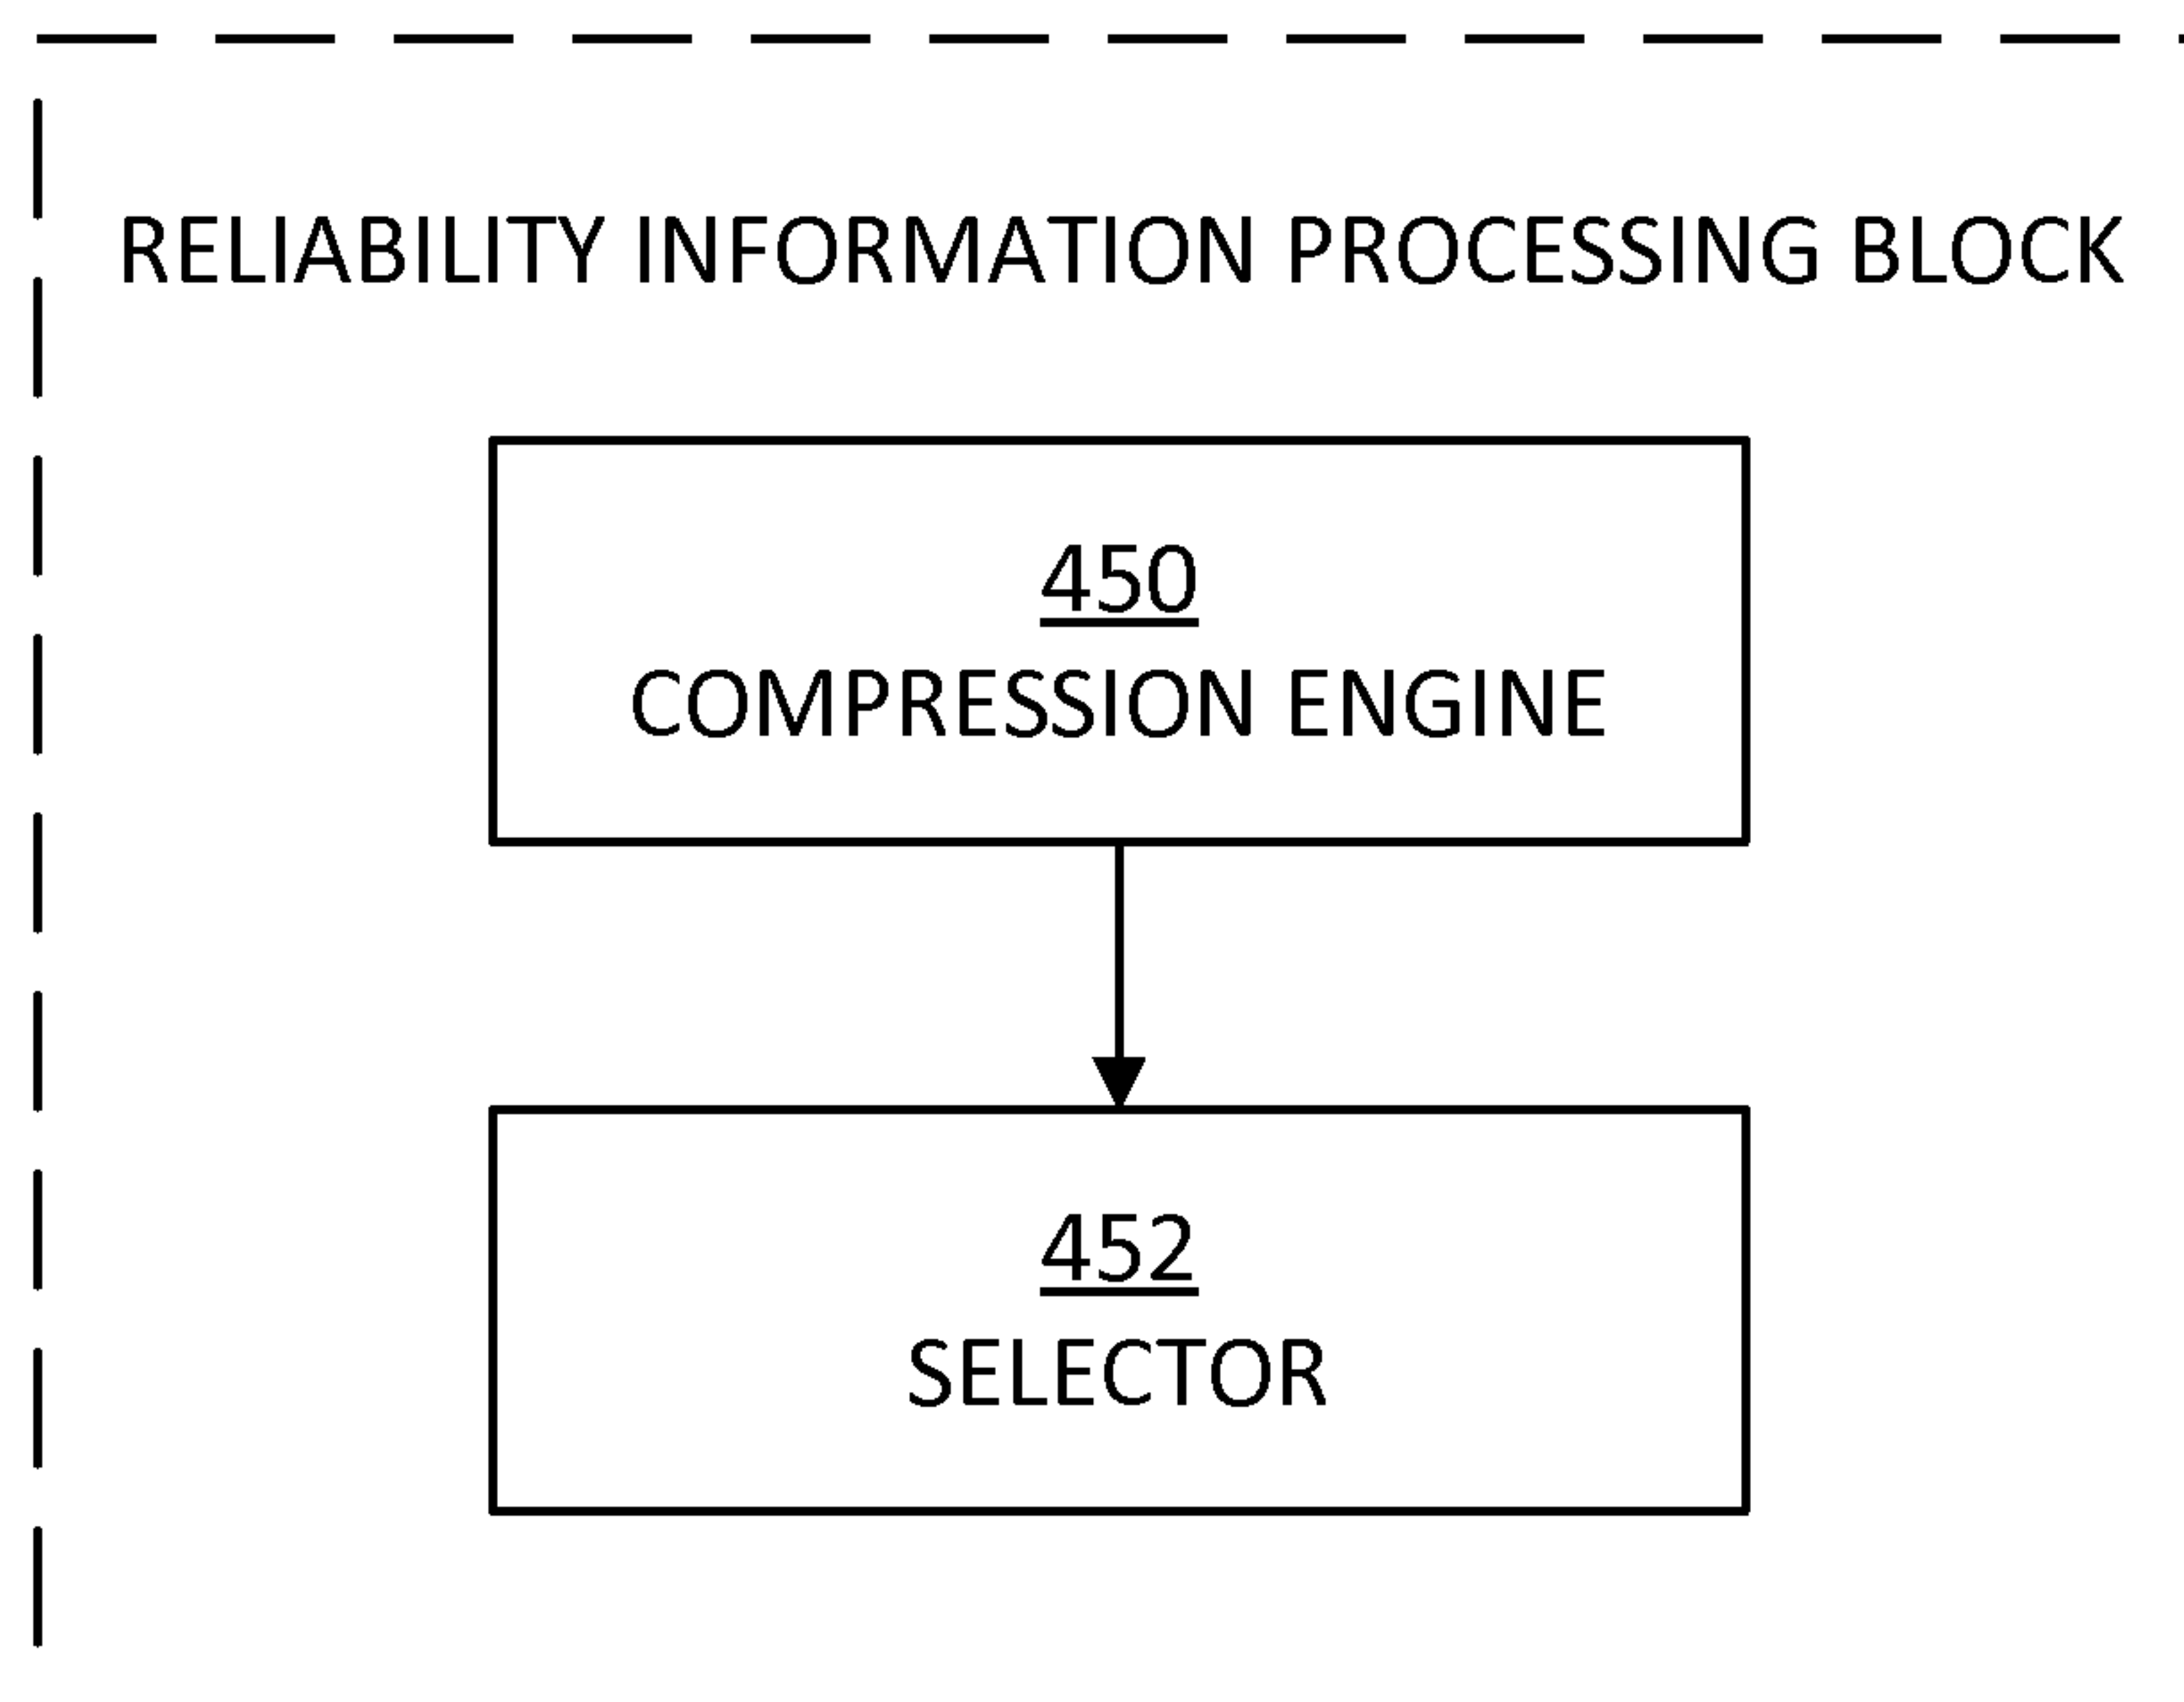 RELIABILITY INFORMATION PROCESSING BLOCK
450
COMPRESSION ENGINE
452
SELECTOR